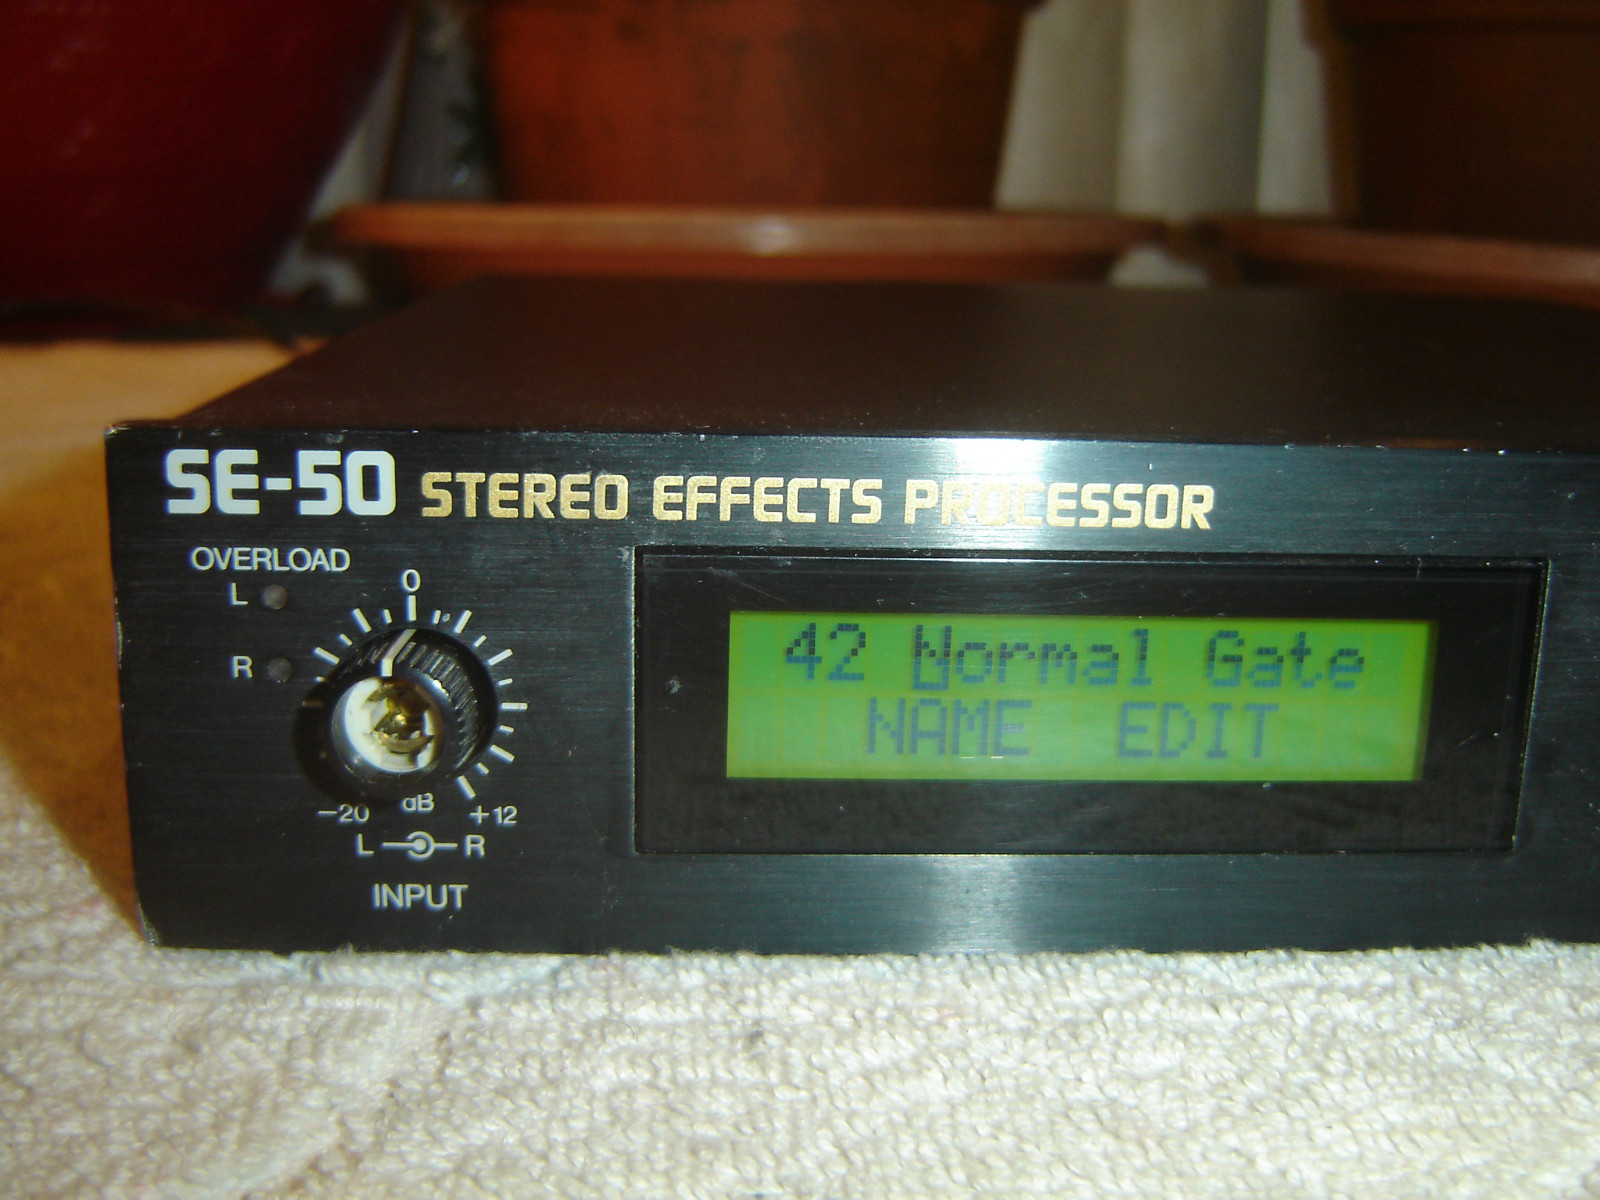 SE-50 STEREO EFFECTS PROCESSOR
OVERLOAD
L
R
0
-20 dB +12
L R
INPUT
42 Normal Gate
NAME EDIT